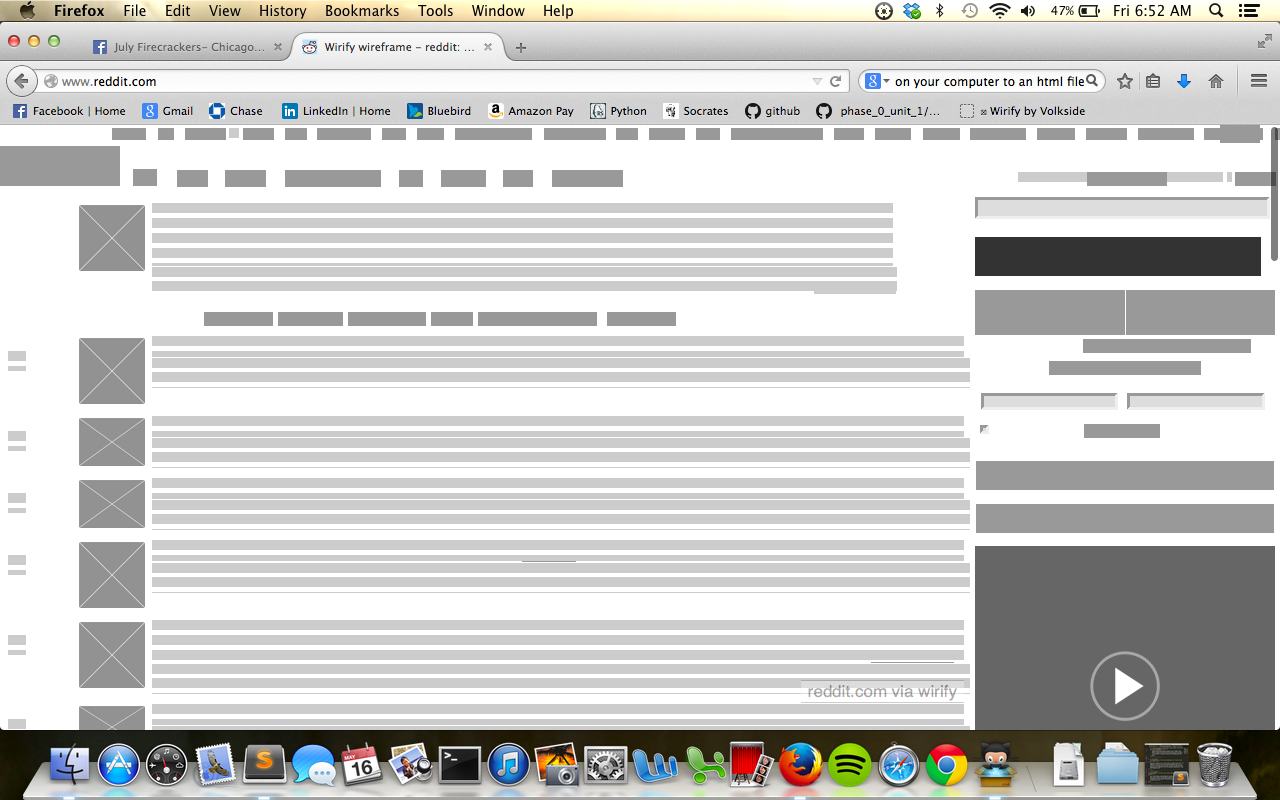 Firefox File Edit View History Bookmarks Tools Window Help 47% Fri 6:52 AM
July Firecrackers- Chicago... Wirify wireframe – reddit: ...
www.reddit.com on your computer to an html file
Facebook | Home Gmail Chase LinkedIn | Home Bluebird Amazon Pay Python Socrates github phase_0_unit_1/... Wirify by Volkside
reddit.com via wirify
MAY
16